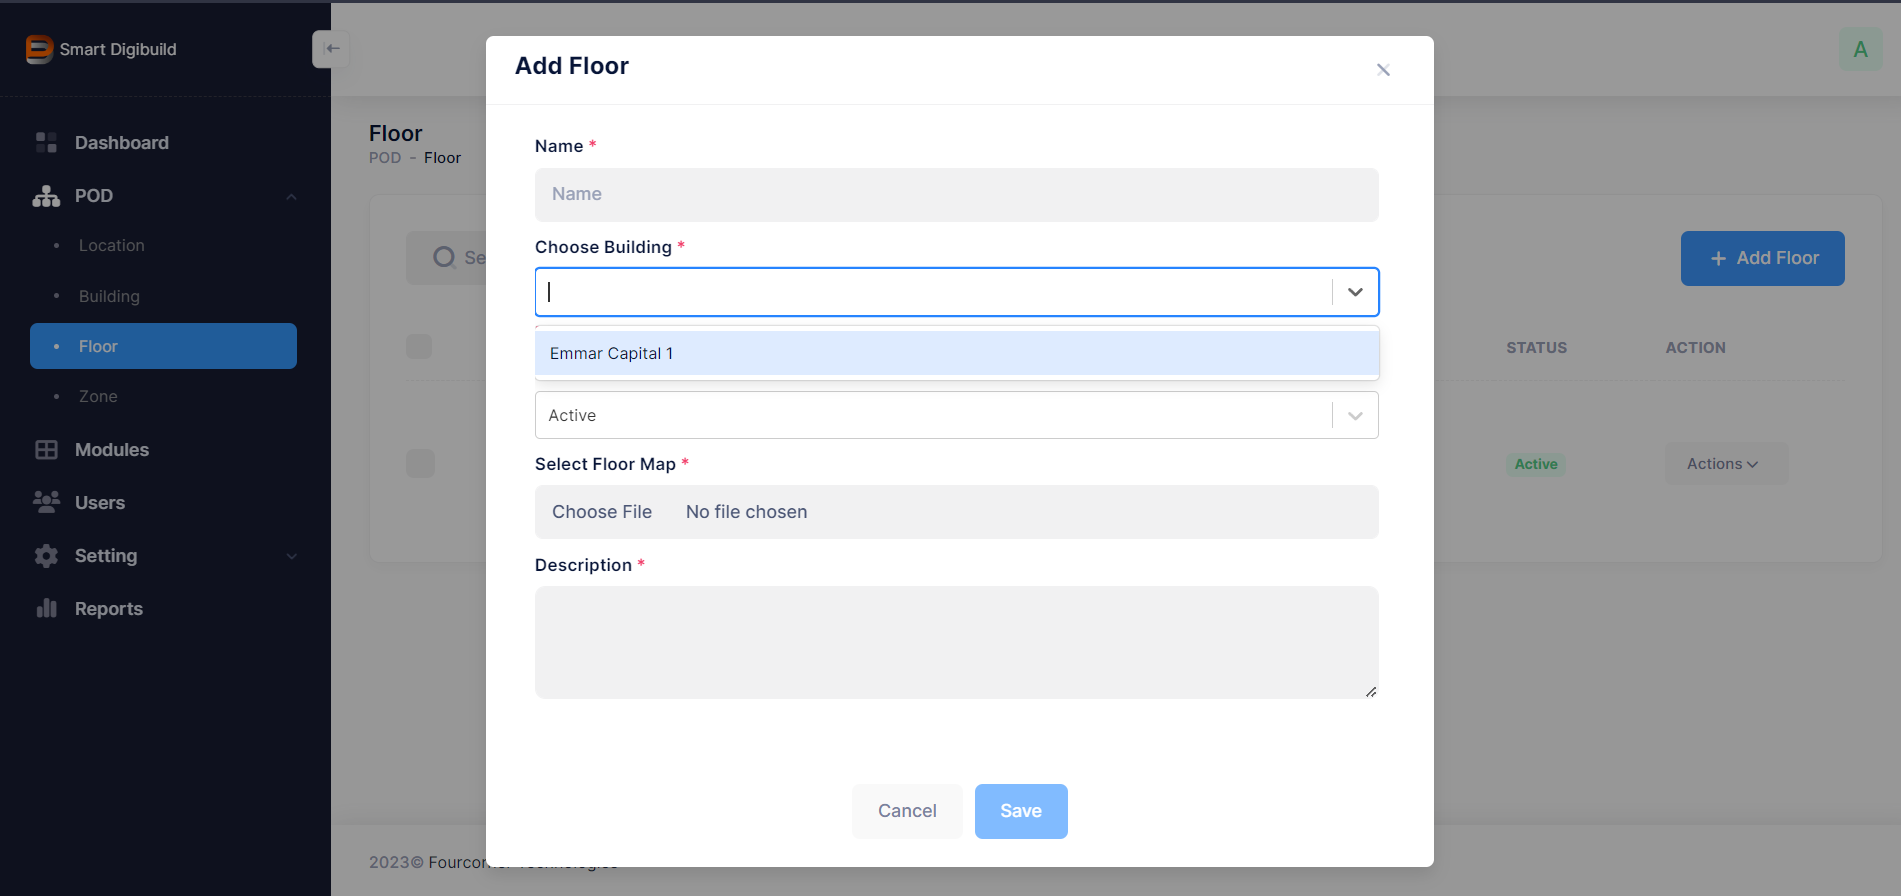 Smart Digibuild
A
Dashboard
POD
Location
Building
Floor
Zone
Modules
Users
Setting
Reports
Floor
POD - Floor
Se
Add Floor
STATUS
ACTION
Active
Actions
Add Floor
Name *
Name
Choose Building *
Emmar Capital 1
Active
Select Floor Map *
Choose File No file chosen
Description *
Cancel
Save
2023© Fourcor